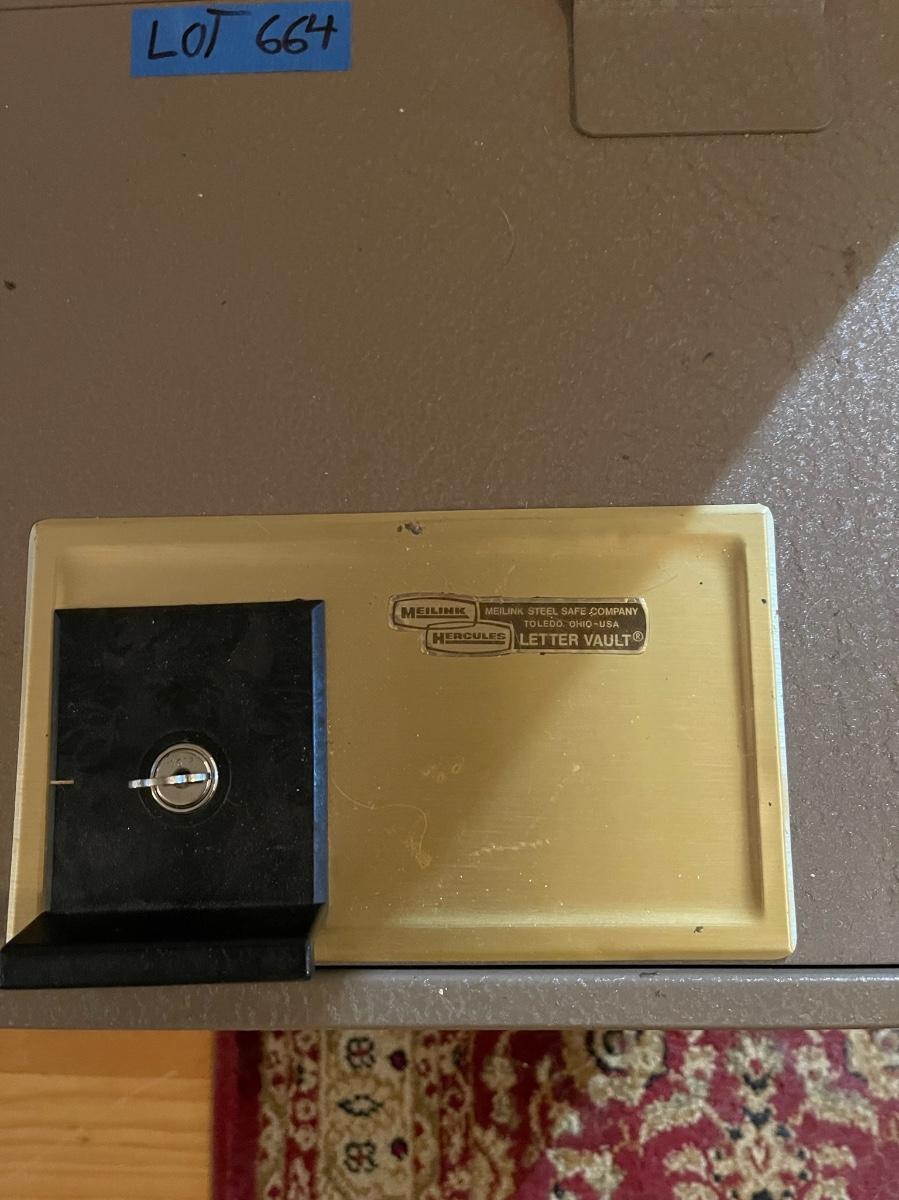 LOT 664
MEILINK MEILINK STEEL SAFE COMPANY
TOLEDO, OHIO-USA
HERCULES LETTER VAULT®